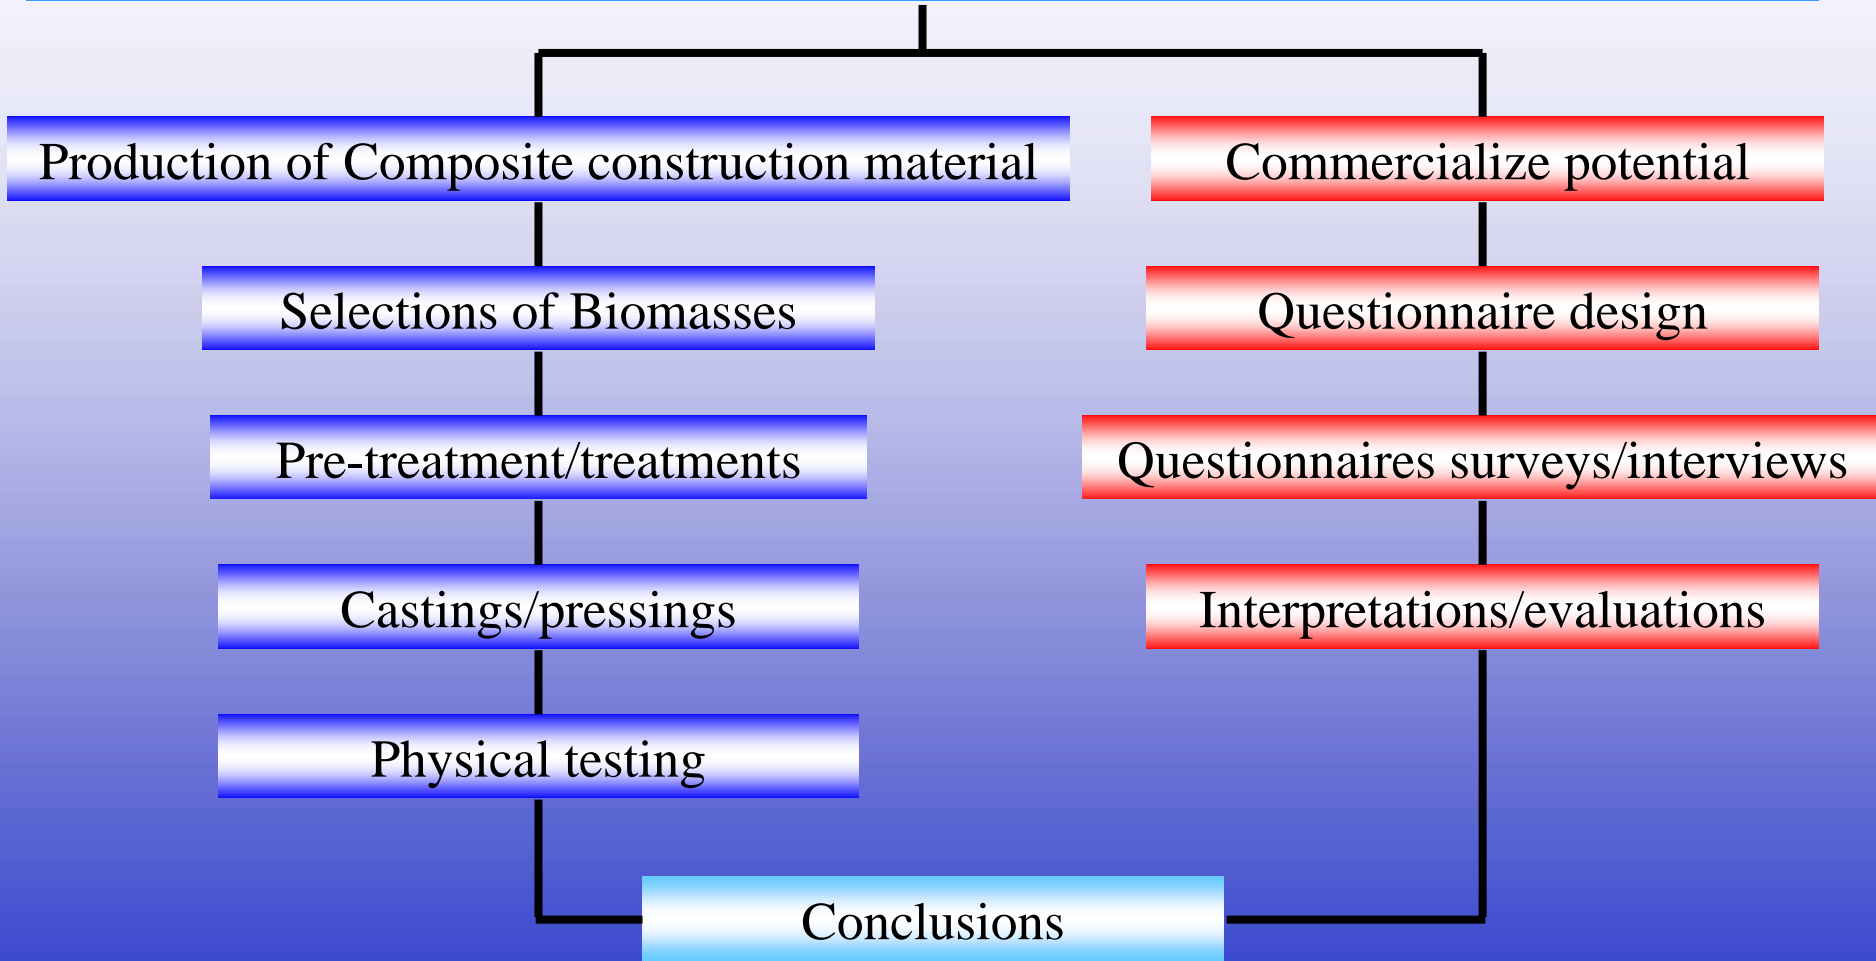 Production of Composite construction material
Commercialize potential
Selections of Biomasses
Questionnaire design
Pre-treatment/treatments
Questionnaires surveys/interviews
Castings/pressings
Interpretations/evaluations
Physical testing
Conclusions